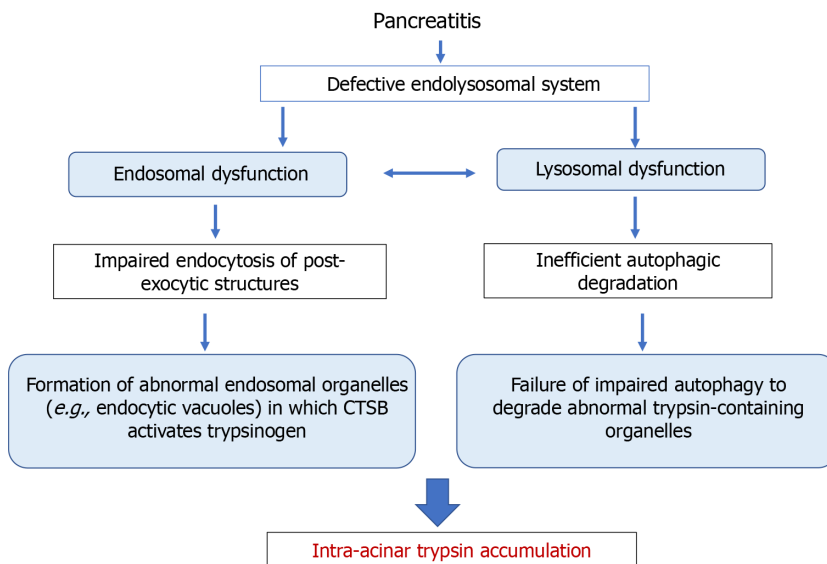 Pancreatitis
Defective endolysosomal system
Endosomal dysfunction
Lysosomal dysfunction
Impaired endocytosis of post-
exocytic structures
Inefficient autophagic
degradation
Formation of abnormal endosomal organelles
(e.g., endocytic vacuoles) in which CTSB
activates trypsinogen
Failure of impaired autophagy to
degrade abnormal trypsin-containing
organelles
Intra-acinar trypsin accumulation